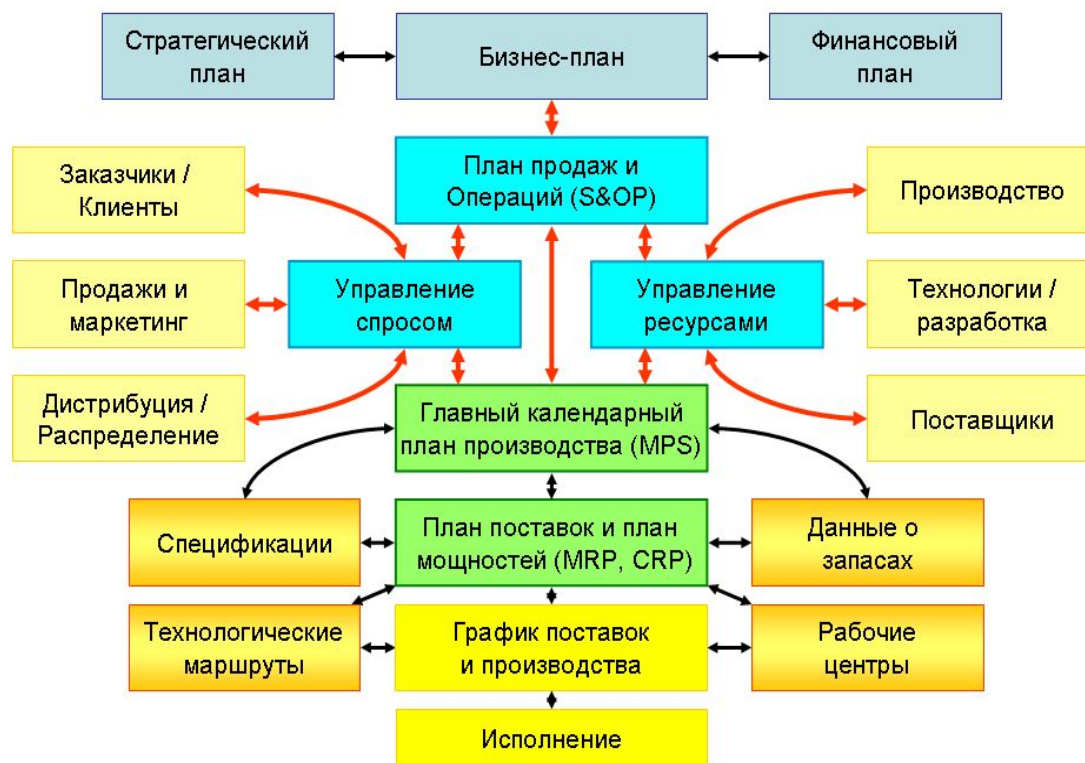 Стратегический
план
Бизнес-план
Финансовый
план
Заказчики /
Клиенты
План продаж и
Операций (S&OP)
Производство
Продажи и
маркетинг
Управление
спросом
Управление
ресурсами
Технологии /
разработка
Дистрибуция /
Распределение
Главный календарный
план производства (MPS)
Поставщики
Спецификации
План поставок и план
мощностей (MRP, CRP)
Данные о
запасах
Технологические
маршруты
График поставок
и производства
Рабочие
центры
Исполнение